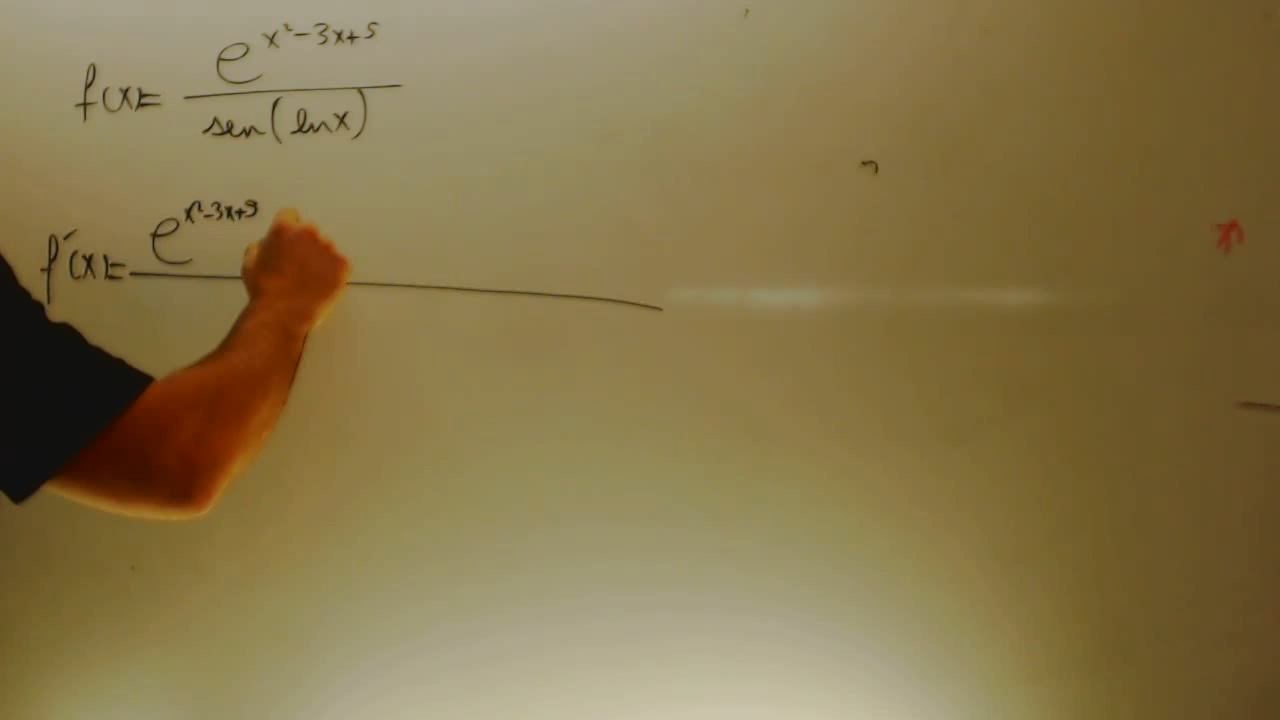 f(x)= e^{x²-3x+5} / sen(lnx)
f'(x)= e^{x²-3x+5}